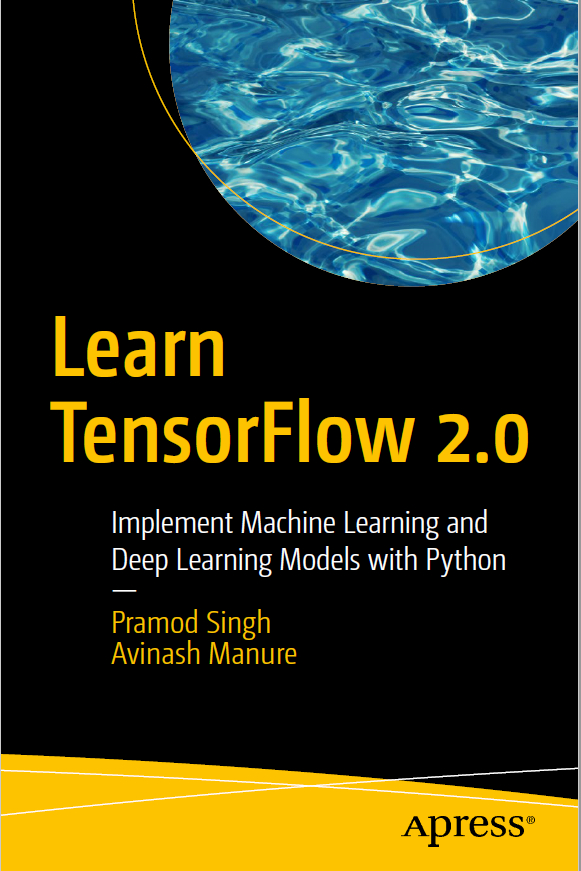 Learn
TensorFlow 2.0
Implement Machine Learning and
Deep Learning Models with Python
—
Pramod Singh
Avinash Manure
Apress®